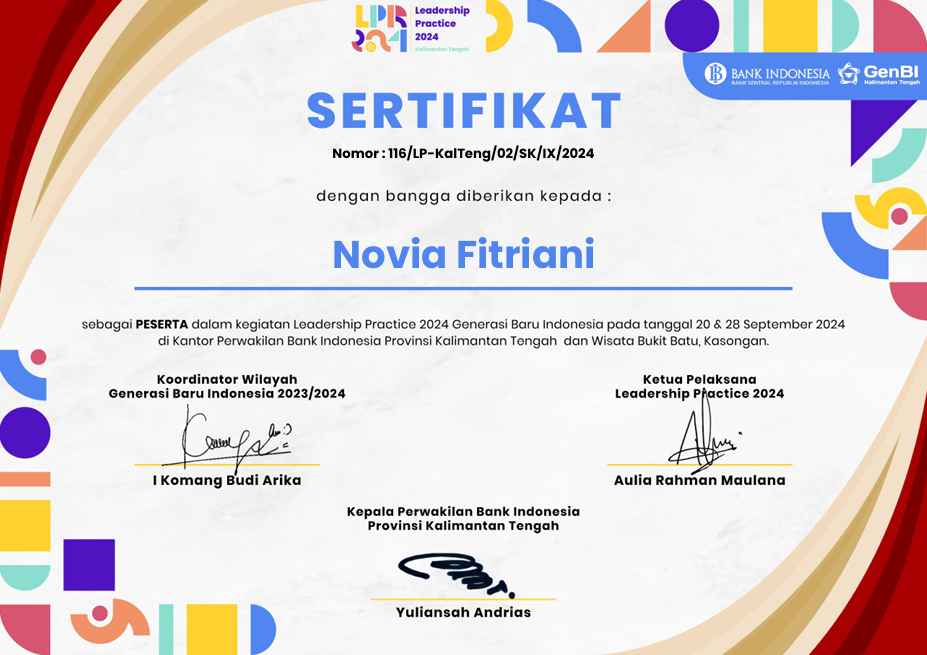 LPR
2024
Leadership
Practice
2024
Kalimantan Tengah
BANK INDONESIA
BANK SENTRAL REPUBLIK INDONESIA
GenBI
Kalimantan Tengah
SERTIFIKAT
Nomor : 116/LP-KalTeng/02/SK/IX/2024
dengan bangga diberikan kepada :
Novia Fitriani
sebagai PESERTA dalam kegiatan Leadership Practice 2024 Generasi Baru Indonesia pada tanggal 20 & 28 September 2024
di Kantor Perwakilan Bank Indonesia Provinsi Kalimantan Tengah dan Wisata Bukit Batu, Kasongan.
Koordinator Wilayah
Generasi Baru Indonesia 2023/2024
I Komang Budi Arika
Ketua Pelaksana
Leadership Practice 2024
Aulia Rahman Maulana
Kepala Perwakilan Bank Indonesia
Provinsi Kalimantan Tengah
Yuliansah Andrias